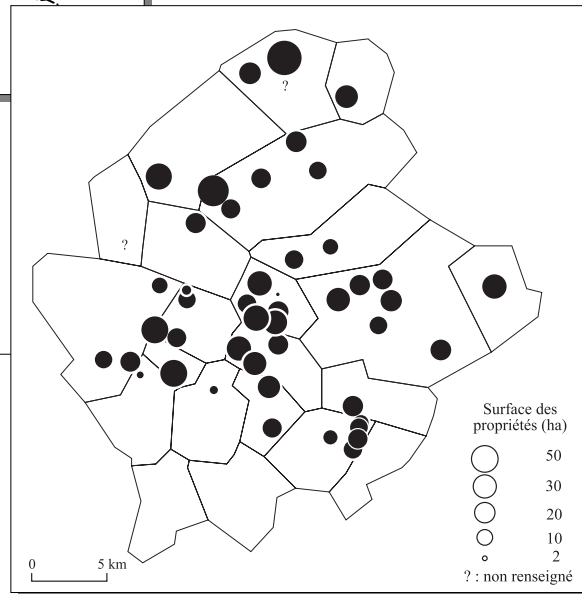 ?
?
Surface des
propriétés (ha)
50
30
20
10
2
? : non renseigné
0 5 km